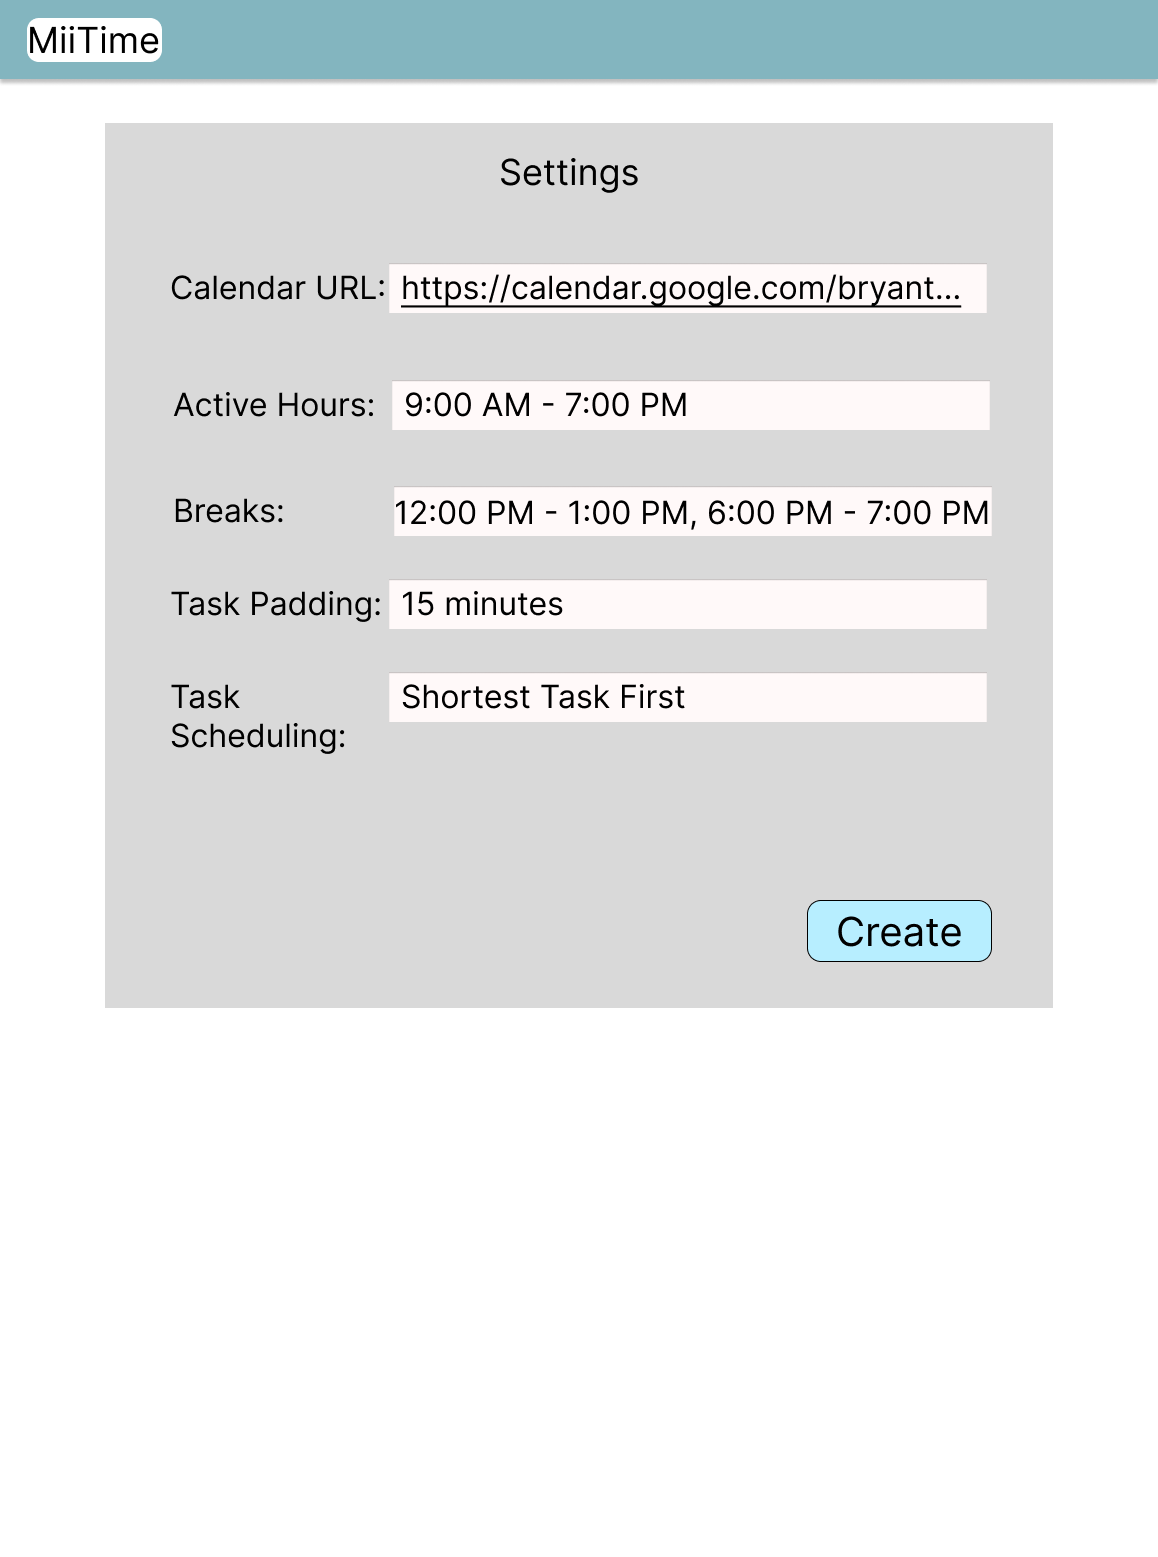 MiiTime
Settings
Calendar URL: https://calendar.google.com/bryant...
Active Hours: 9:00 AM - 7:00 PM
Breaks: 12:00 PM - 1:00 PM, 6:00 PM - 7:00 PM
Task Padding: 15 minutes
Task Shortest Task First
Scheduling:
Create